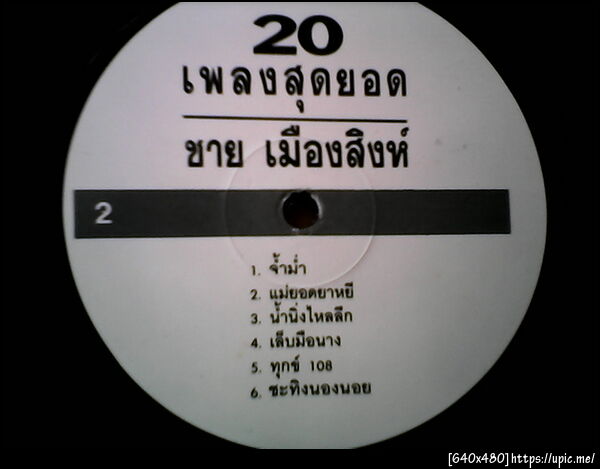 20
เพลงสุดยอด
ชาย เมืองสิงห์
2
1. จ้ำม่ำ
2. แม่ยอดยาหยี
3. น้ำนิ่งไหลลึก
4. เล็บมือนาง
5. ทุกข์ 108
6. ชะทิงนองนอย
[640x480]https://upic.me/